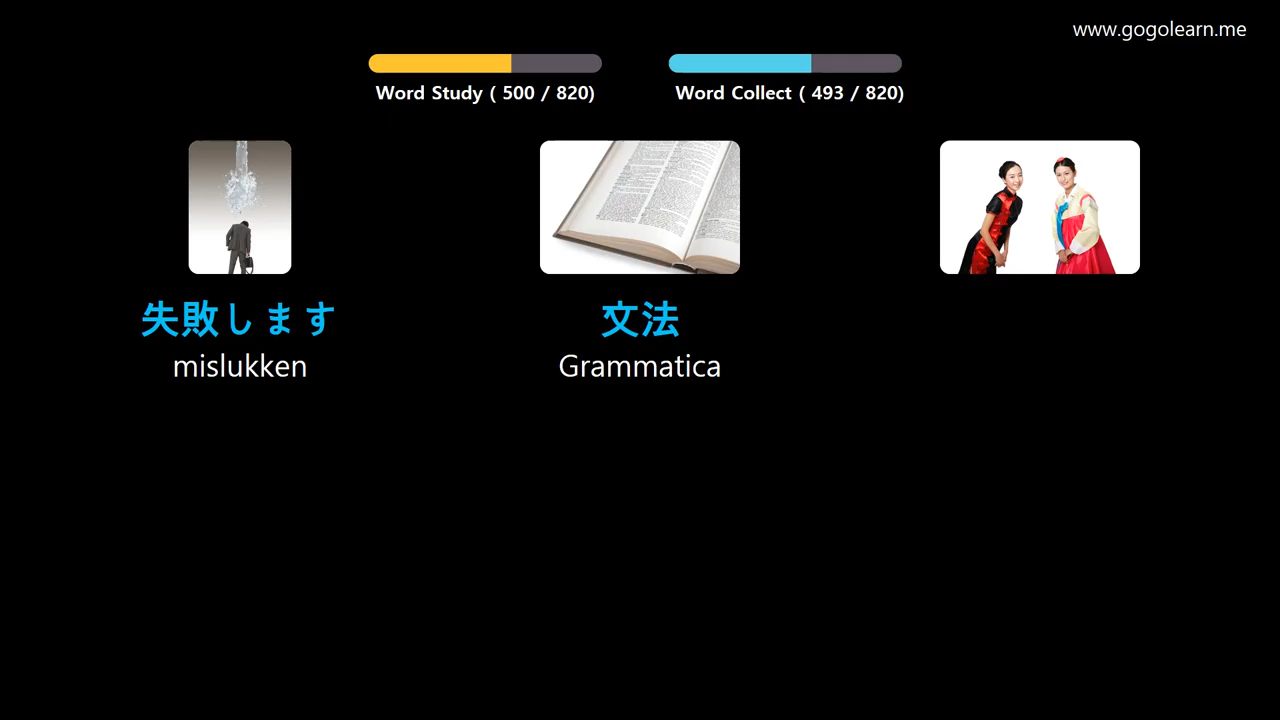 www.gogolearn.me
Word Study ( 500 / 820)
Word Collect ( 493 / 820)
失敗します
mislukken
文法
Grammatica